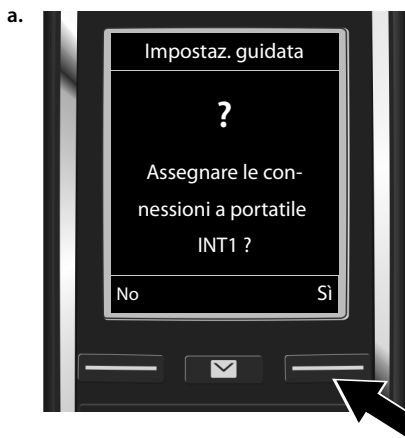 a.
Impostaz. guidata
?
Assegnare le con-
nessioni a portatile
INT1 ?
No Sì